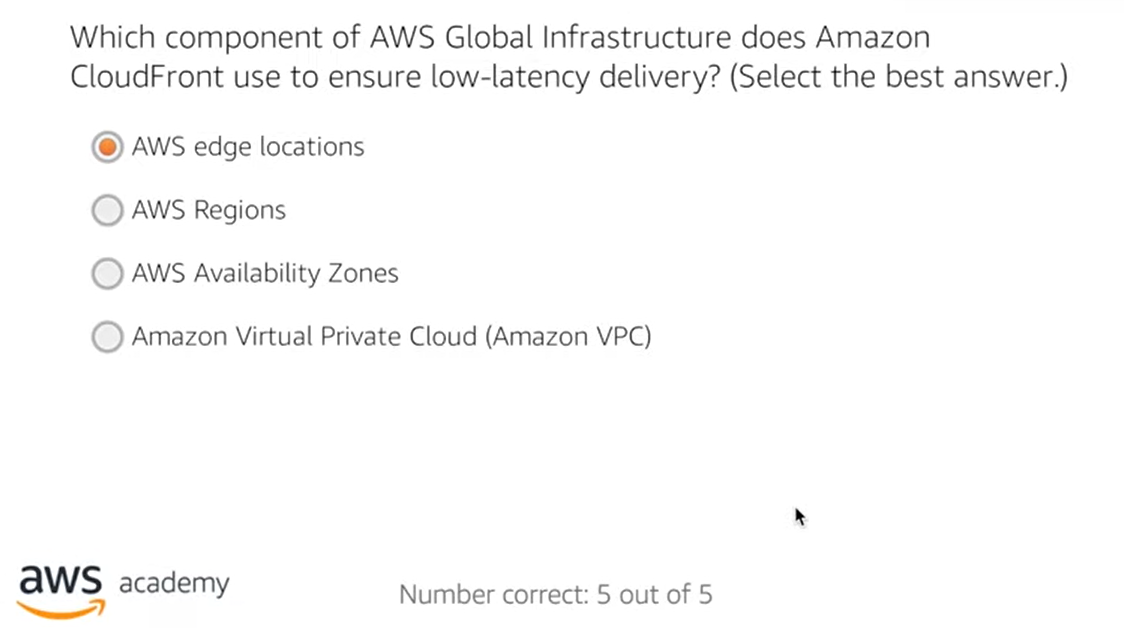 Which component of AWS Global Infrastructure does Amazon
CloudFront use to ensure low-latency delivery? (Select the best answer.)
AWS edge locations
AWS Regions
AWS Availability Zones
Amazon Virtual Private Cloud (Amazon VPC)
aws academy
Number correct: 5 out of 5